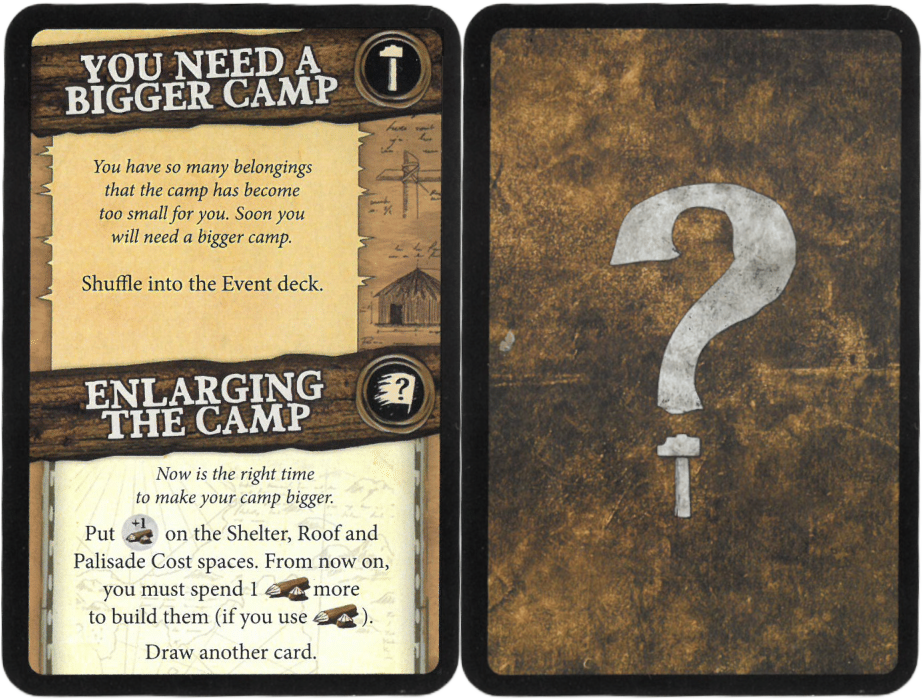 YOU NEED A
BIGGER CAMP
You have so many belongings
that the camp has become
too small for you. Soon you
will need a bigger camp.
Shuffle into the Event deck.
ENLARGING
THE CAMP
?
Now is the right time
to make your camp bigger.
Put +1 on the Shelter, Roof and
Palisade Cost spaces. From now on,
you must spend 1 more
to build them (if you use ).
Draw another card.
?